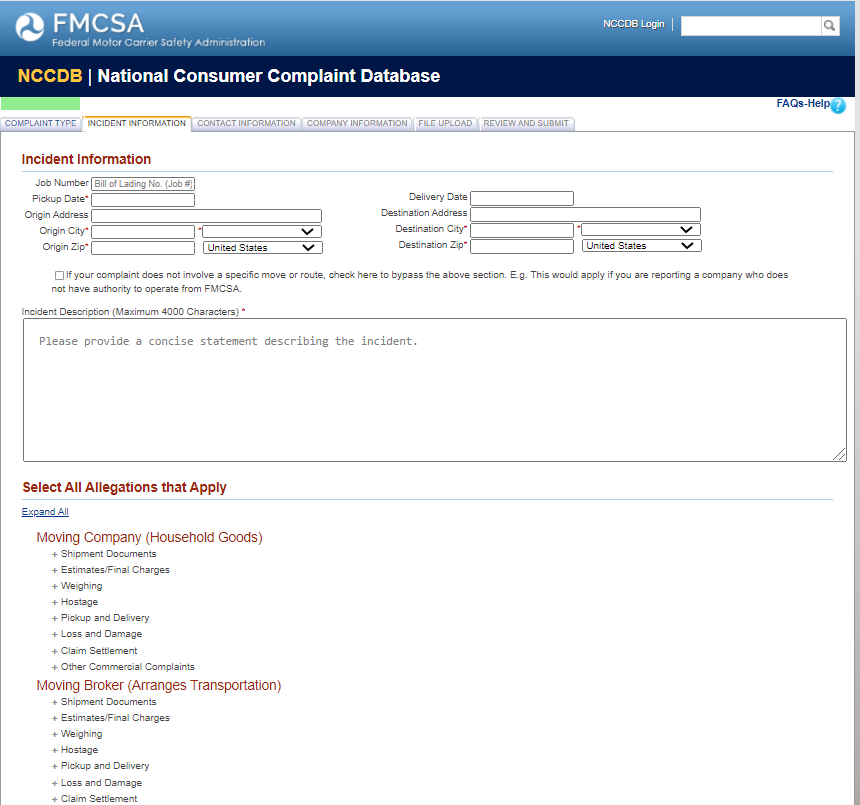 FMCSA
Federal Motor Carrier Safety Administration
NCCDB Login
NCCDB | National Consumer Complaint Database
FAQs-Help ?
COMPLAINT TYPE INCIDENT INFORMATION CONTACT INFORMATION COMPANY INFORMATION FILE UPLOAD REVIEW AND SUBMIT
Incident Information
Job Number Bill of Lading No. (Job #)
Pickup Date* Delivery Date
Origin Address Destination Address
Origin City* * Destination City* *
Origin Zip* United States Destination Zip* United States
If your complaint does not involve a specific move or route, check here to bypass the above section. E.g. This would apply if you are reporting a company who does
not have authority to operate from FMCSA.
Incident Description (Maximum 4000 Characters) *
Please provide a concise statement describing the incident.
Select All Allegations that Apply
Expand All
Moving Company (Household Goods)
+ Shipment Documents
+ Estimates/Final Charges
+ Weighing
+ Hostage
+ Pickup and Delivery
+ Loss and Damage
+ Claim Settlement
+ Other Commercial Complaints
Moving Broker (Arranges Transportation)
+ Shipment Documents
+ Estimates/Final Charges
+ Weighing
+ Hostage
+ Pickup and Delivery
+ Loss and Damage
+ Claim Settlement